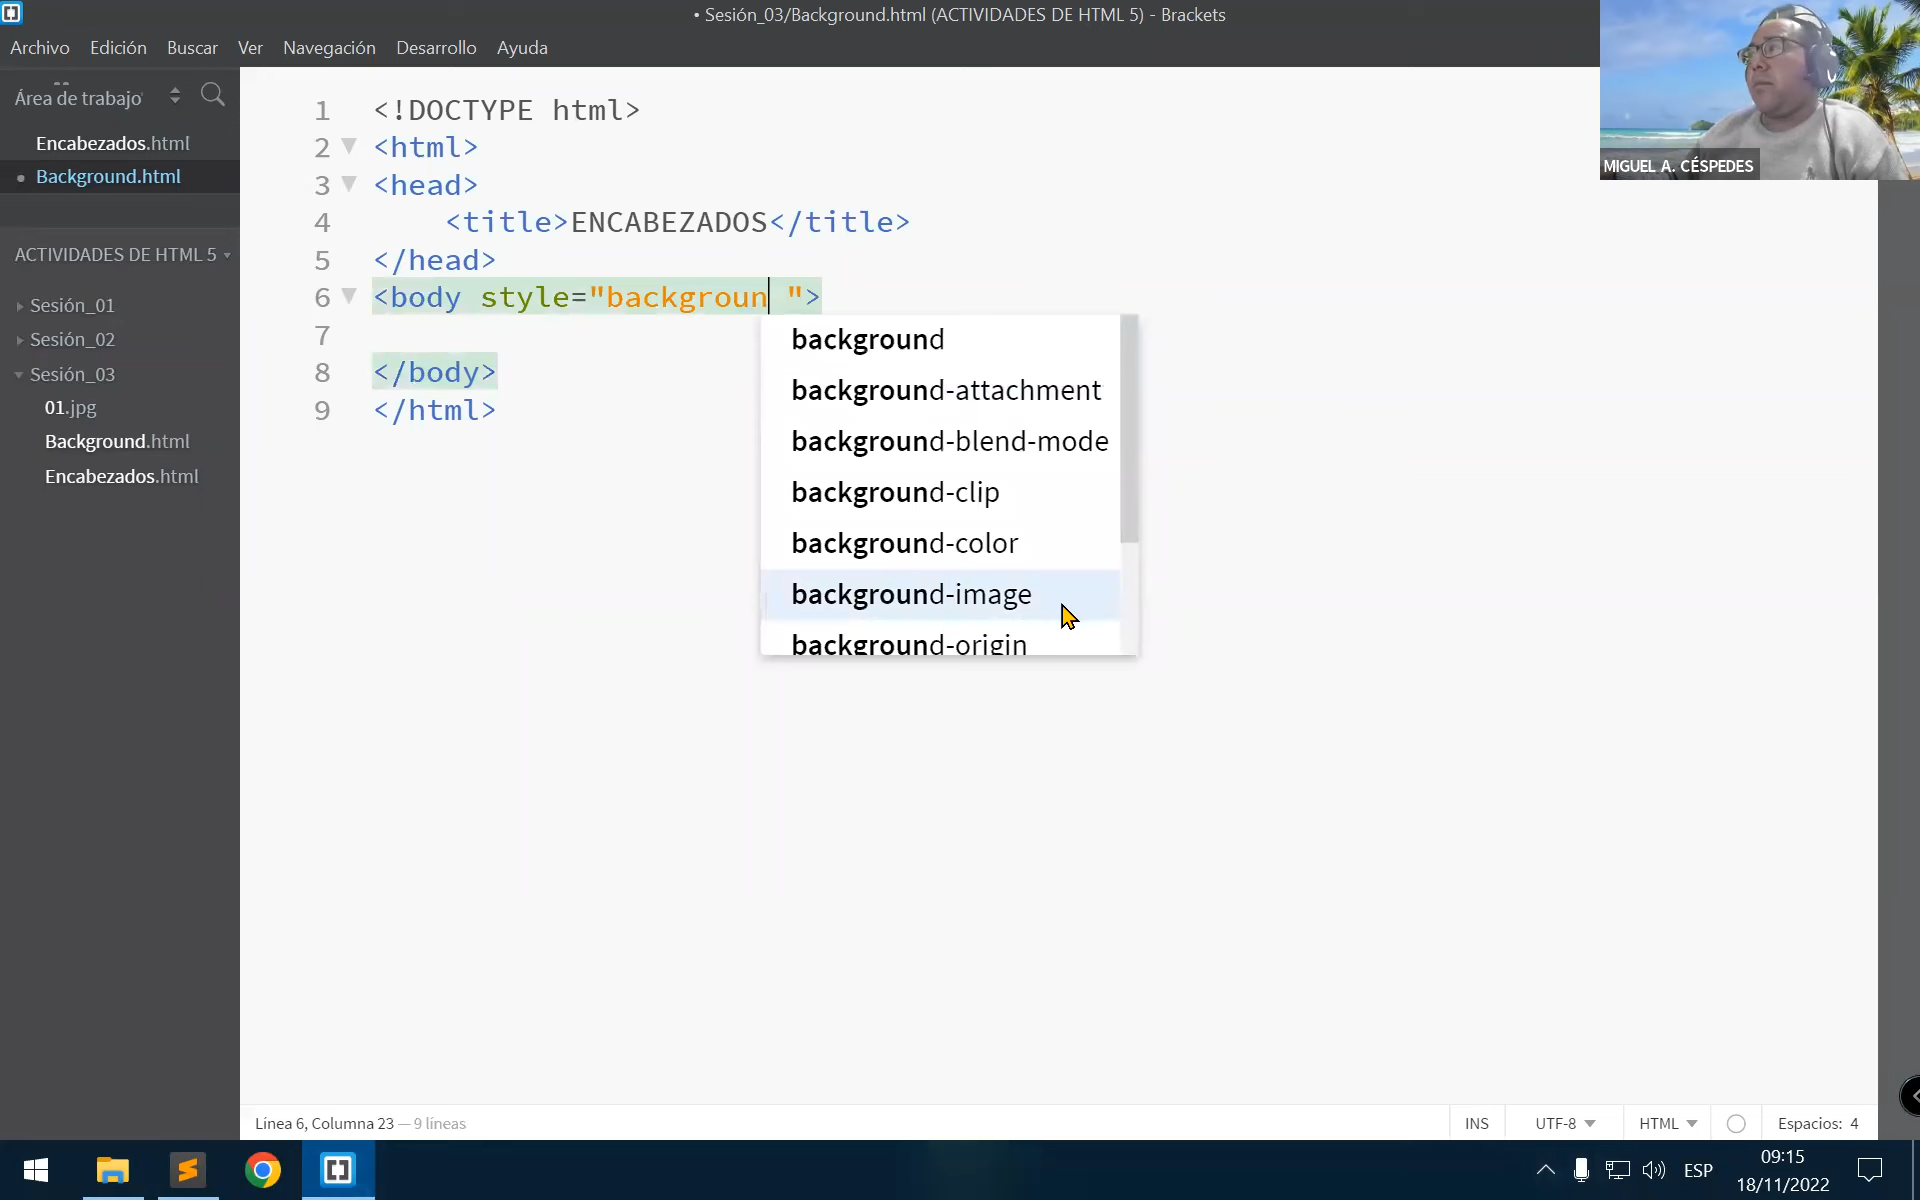 • Sesión_03/Background.html (ACTIVIDADES DE HTML 5) - Brackets
Archivo Edición Buscar Ver Navegación Desarrollo Ayuda
Área de trabajo
Encabezados.html
• Background.html
ACTIVIDADES DE HTML 5
Sesión_01
Sesión_02
Sesión_03
01.jpg
Background.html
Encabezados.html
1 <!DOCTYPE html>
2 <html>
3 <head>
4 <title>ENCABEZADOS</title>
5 </head>
6 <body style="backgroun ">
7
8 </body>
9 </html>
background
background-attachment
background-blend-mode
background-clip
background-color
background-image
background-origin
MIGUEL A. CÉSPEDES
Línea 6, Columna 23 — 9 líneas
INS UTF-8 HTML Espacios: 4
ESP
09:15
18/11/2022